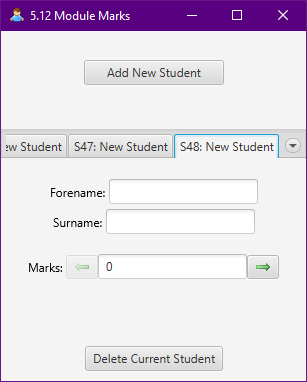 5.12 Module Marks
Add New Student
New Student S47: New Student S48: New Student
Forename:
Surname:
Marks: 0
Delete Current Student